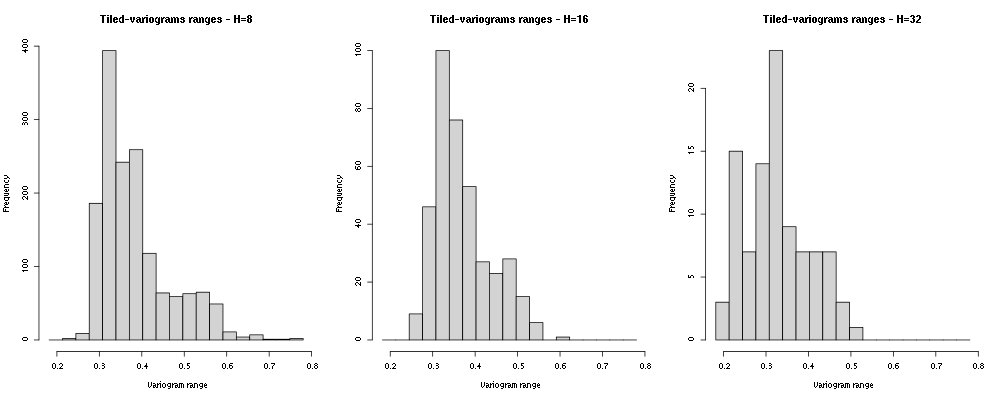 Tiled-variograms ranges - H=8
Tiled-variograms ranges - H=16
Tiled-variograms ranges - H=32
Frequency
0
100
200
300
400
0.2 0.3 0.4 0.5 0.6 0.7 0.8
Variogram range
Frequency
0
20
40
60
80
100
0.2 0.3 0.4 0.5 0.6 0.7 0.8
Variogram range
Frequency
0
5
10
15
20
0.2 0.3 0.4 0.5 0.6 0.7 0.8
Variogram range